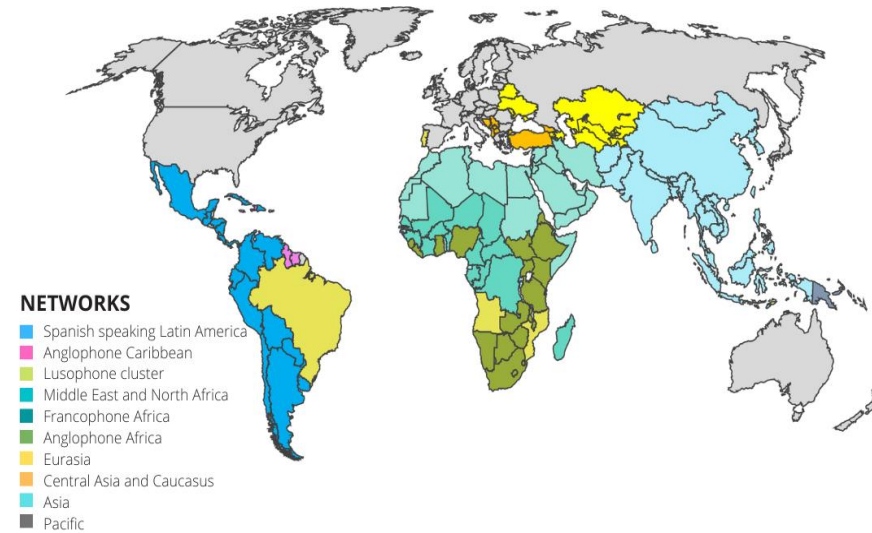 NETWORKS
Spanish speaking Latin America
Anglophone Caribbean
Lusophone cluster
Middle East and North Africa
Francophone Africa
Anglophone Africa
Eurasia
Central Asia and Caucasus
Asia
Pacific